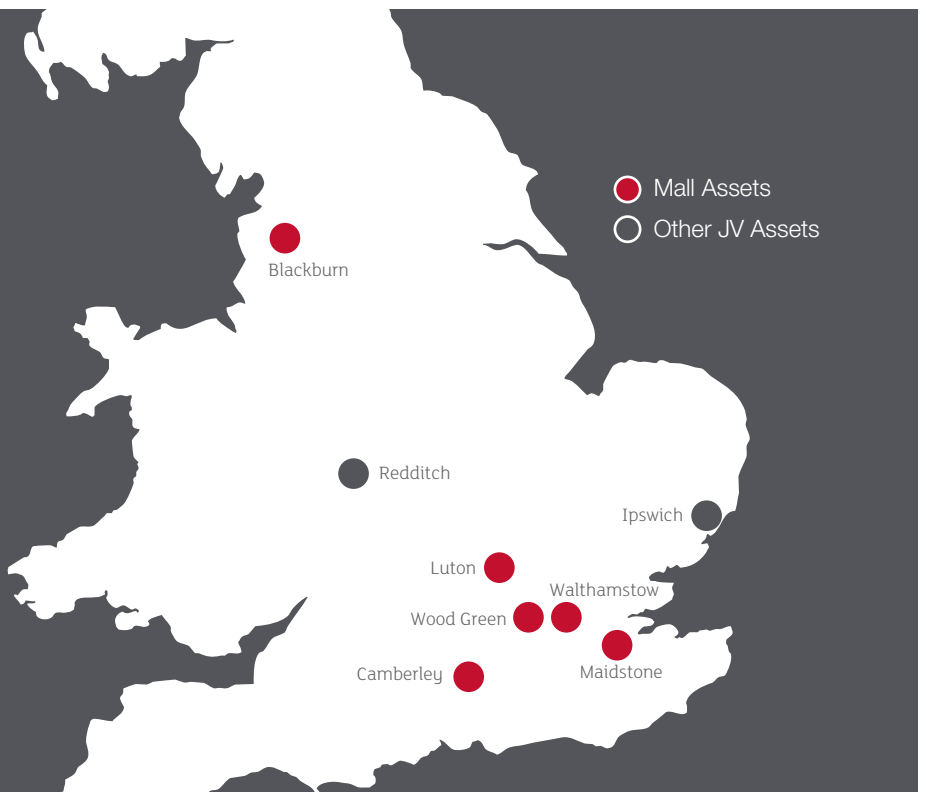 Mall Assets
Other JV Assets
Blackburn
Redditch
Ipswich
Luton
Walthamstow
Wood Green
Maidstone
Camberley